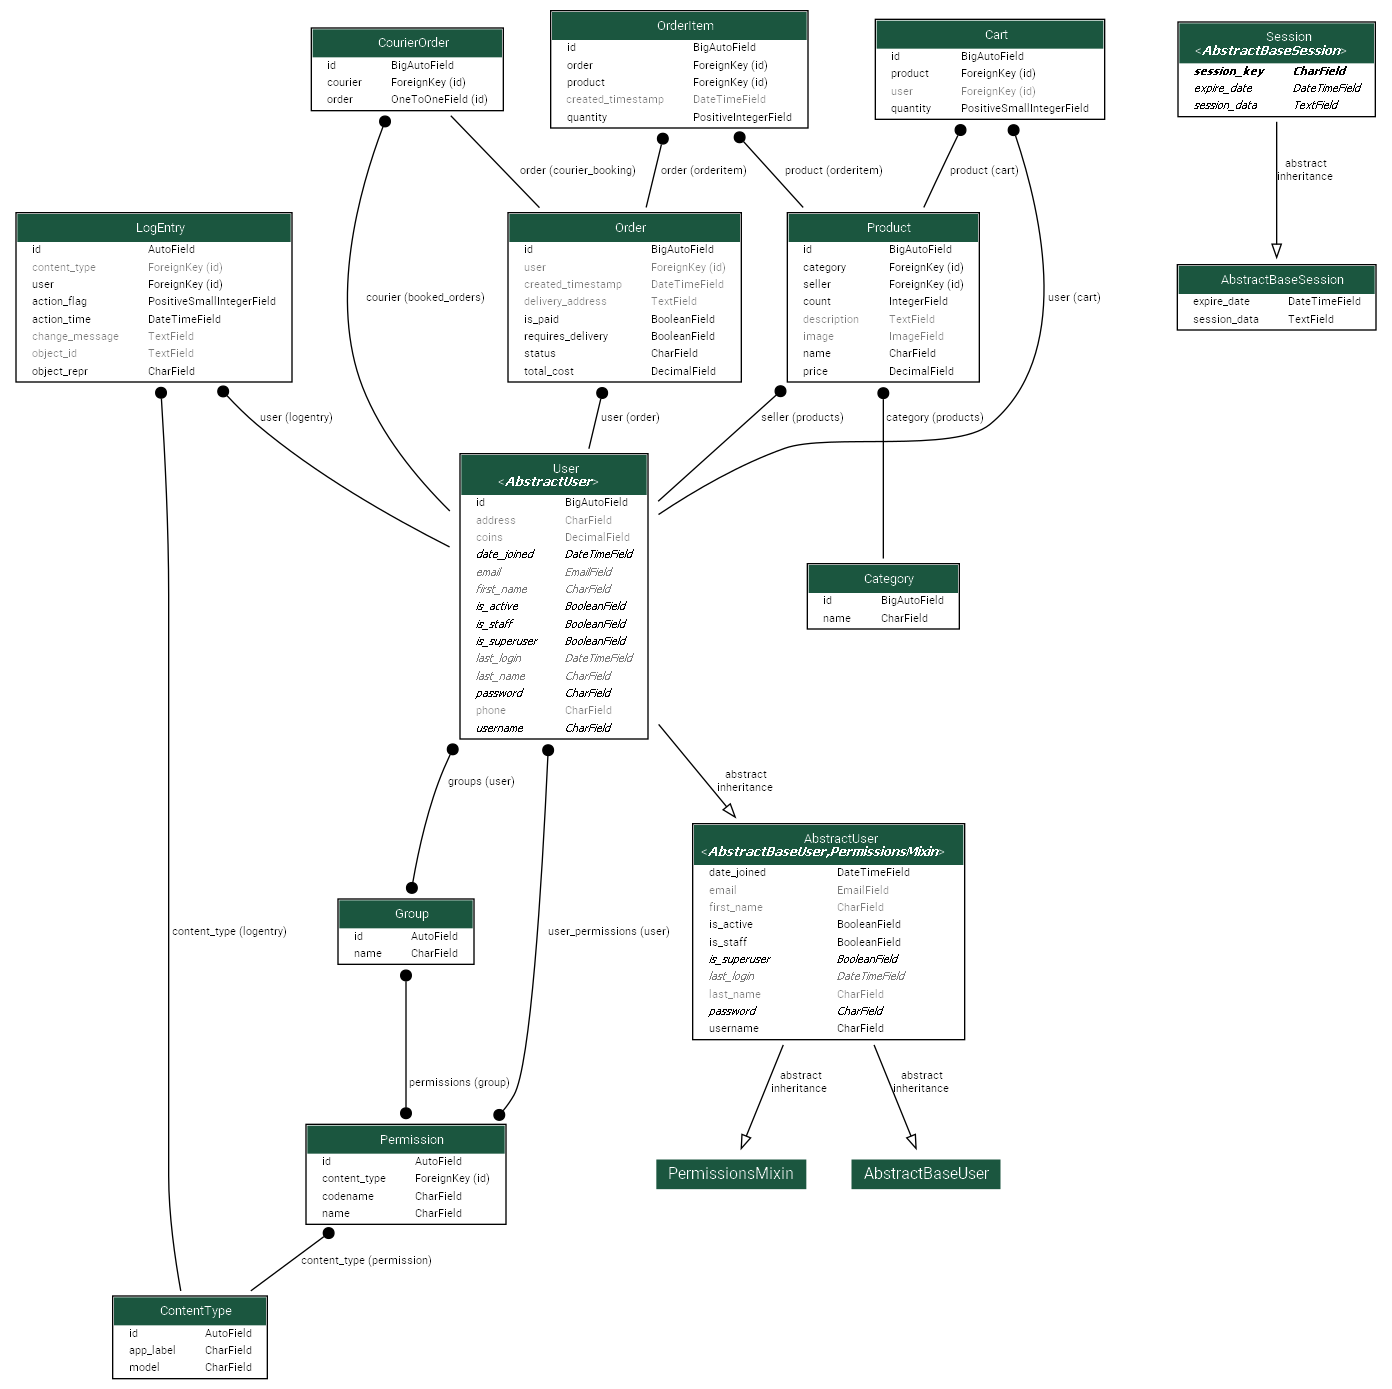 CourierOrder
id BigAutoField
courier ForeignKey (id)
order OneToOneField (id)
OrderItem
id BigAutoField
order ForeignKey (id)
product ForeignKey (id)
created_timestamp DateTimeField
quantity PositiveIntegerField
Cart
id BigAutoField
product ForeignKey (id)
user ForeignKey (id)
quantity PositiveSmallIntegerField
Session
<AbstractBaseSession>
session_key CharField
expire_date DateTimeField
session_data TextField
order (courier_booking)
order (orderitem)
product (orderitem)
product (cart)
abstract
inheritance
LogEntry
id AutoField
content_type ForeignKey (id)
user ForeignKey (id)
action_flag PositiveSmallIntegerField
action_time DateTimeField
change_message TextField
object_id TextField
object_repr CharField
courier (booked_orders)
Order
id BigAutoField
user ForeignKey (id)
created_timestamp DateTimeField
delivery_address TextField
is_paid BooleanField
requires_delivery BooleanField
status CharField
total_cost DecimalField
Product
id BigAutoField
category ForeignKey (id)
seller ForeignKey (id)
count IntegerField
description TextField
image ImageField
name CharField
price DecimalField
user (cart)
AbstractBaseSession
expire_date DateTimeField
session_data TextField
user (logentry)
user (order)
seller (products)
category (products)
User
<AbstractUser>
id BigAutoField
address CharField
coins DecimalField
date_joined DateTimeField
email EmailField
first_name CharField
is_active BooleanField
is_staff BooleanField
is_superuser BooleanField
last_login DateTimeField
last_name CharField
password CharField
phone CharField
username CharField
Category
id BigAutoField
name CharField
groups (user)
abstract
inheritance
AbstractUser
<AbstractBaseUser,PermissionsMixin>
date_joined DateTimeField
email EmailField
first_name CharField
is_active BooleanField
is_staff BooleanField
is_superuser BooleanField
last_login DateTimeField
last_name CharField
password CharField
username CharField
Group
id AutoField
name CharField
content_type (logentry)
user_permissions (user)
permissions (group)
abstract
inheritance
abstract
inheritance
Permission
id AutoField
content_type ForeignKey (id)
codename CharField
name CharField
PermissionsMixin
AbstractBaseUser
content_type (permission)
ContentType
id AutoField
app_label CharField
model CharField